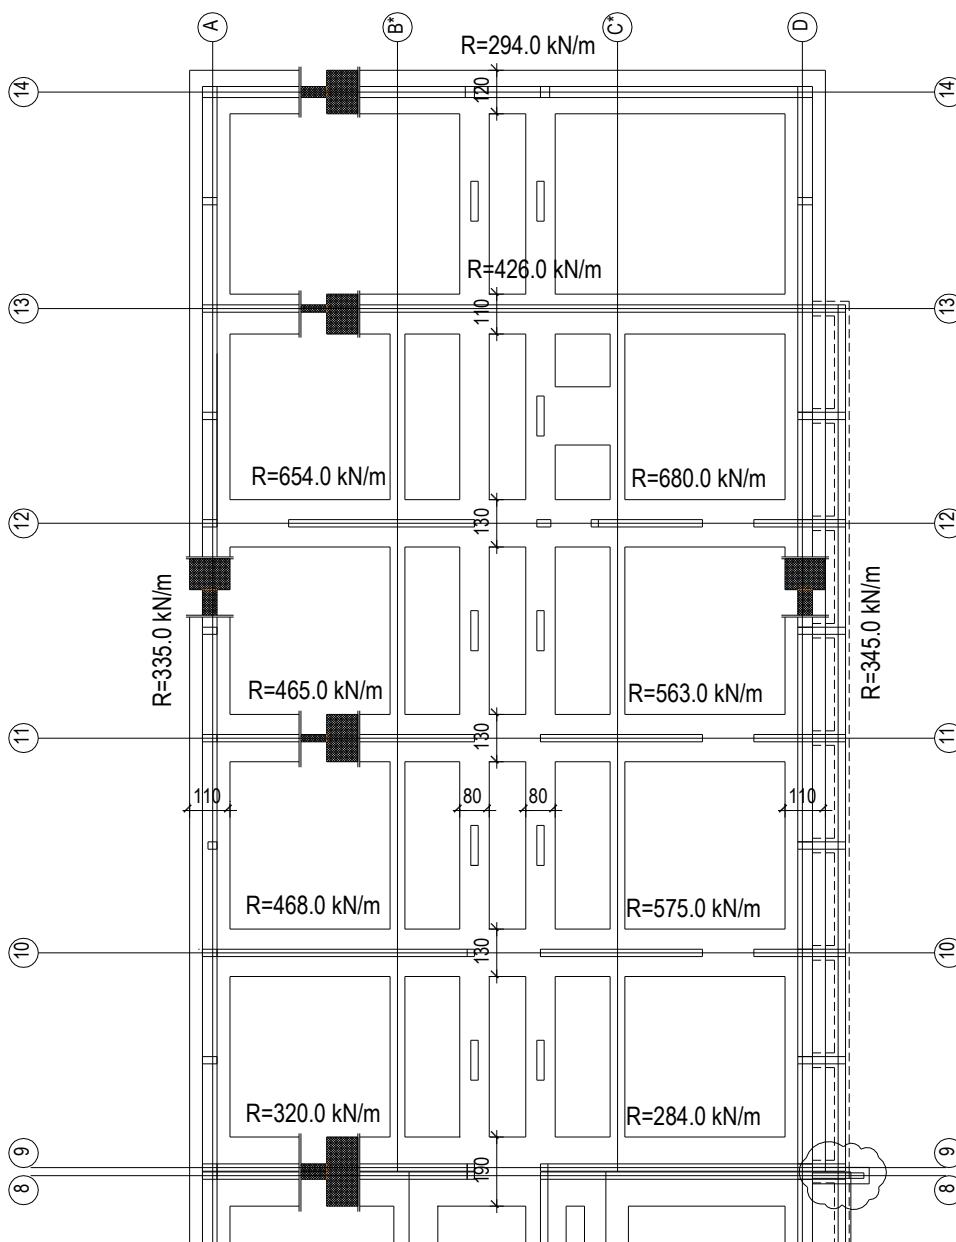 A B* C* D
R=294.0 kN/m
14 120 14
R=426.0 kN/m
13 110 13
R=654.0 kN/m R=680.0 kN/m
12 130 12
R=335.0 kN/m R=345.0 kN/m
R=465.0 kN/m R=563.0 kN/m
11 130 11
110 80 80 110
R=468.0 kN/m R=575.0 kN/m
10 130 10
R=320.0 kN/m R=284.0 kN/m
9 190 9
8 8